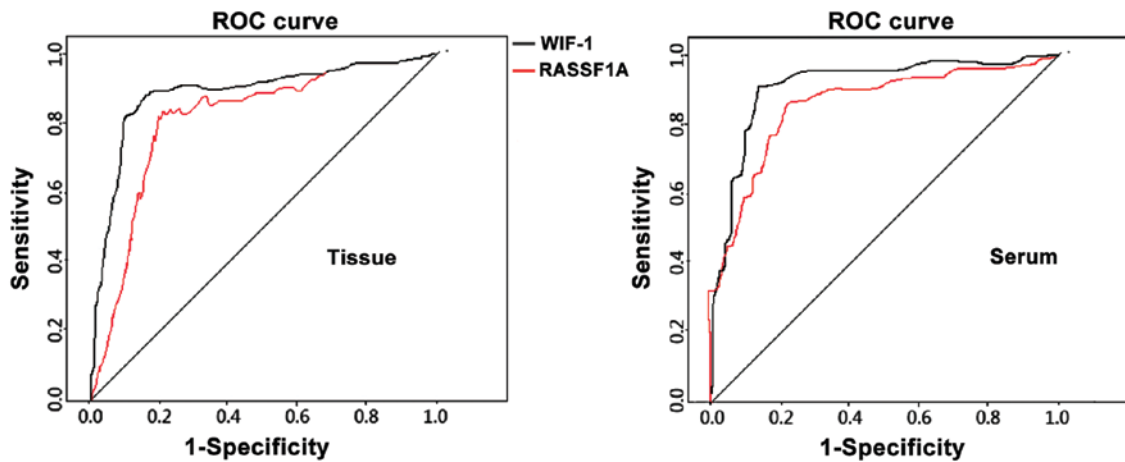 ROC curve
WIF-1
RASSF1A
Sensitivity
1.0
0.8
0.6
0.4
0.2
0.0
Tissue
0.0 0.2 0.4 0.6 1.0
1-Specificity
ROC curve
Sensitivity
1.0
0.8
0.6
0.4
0.2
0.0
Serum
0.0 0.2 0.4 0.6 0.8 1.0
1-Specificity